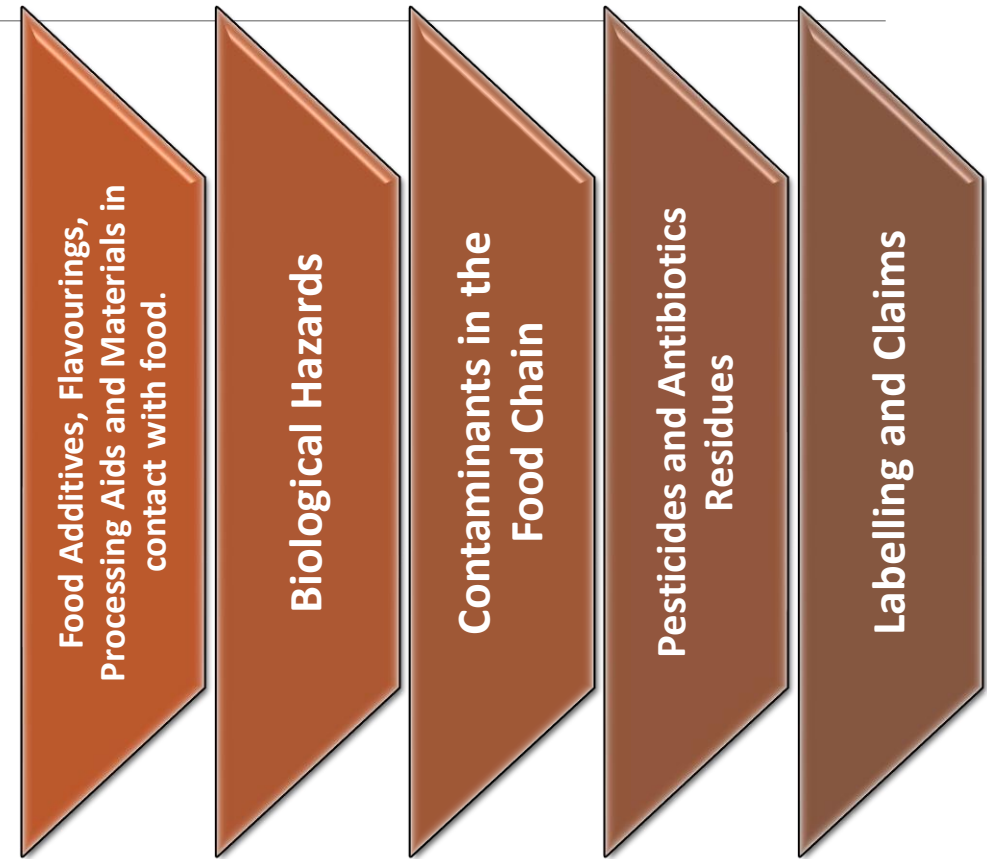 Food Additives, Flavourings,
Processing Aids and Materials in
contact with food.
Biological Hazards
Contaminants in the
Food Chain
Pesticides and Antibiotics
Residues
Labelling and Claims